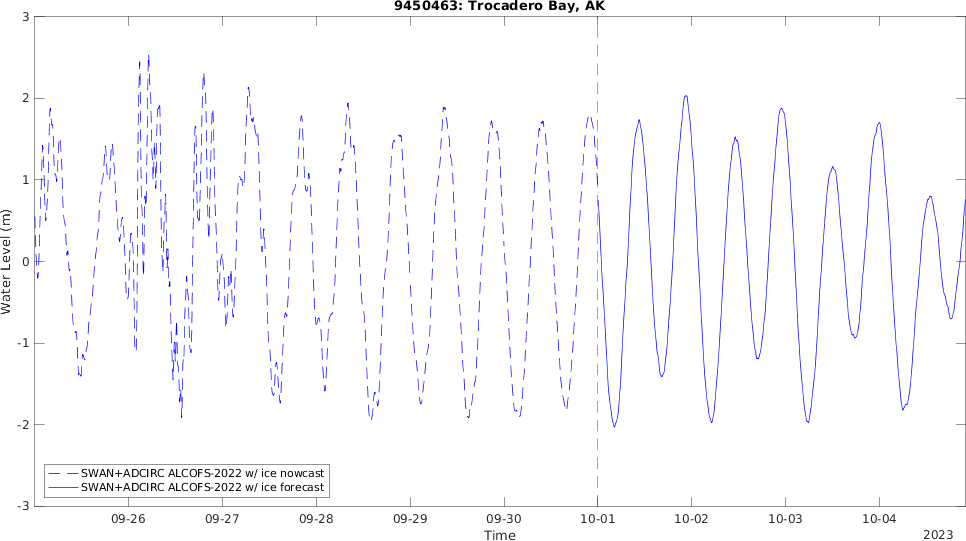 9450463: Trocadero Bay, AK
3
2
1
0
-1
-2
-3
Water Level (m)
SWAN+ADCIRC ALCOFS-2022 w/ ice nowcast
SWAN+ADCIRC ALCOFS-2022 w/ ice forecast
09-26 09-27 09-28 09-29 09-30 10-01 10-02 10-03 10-04
Time
2023